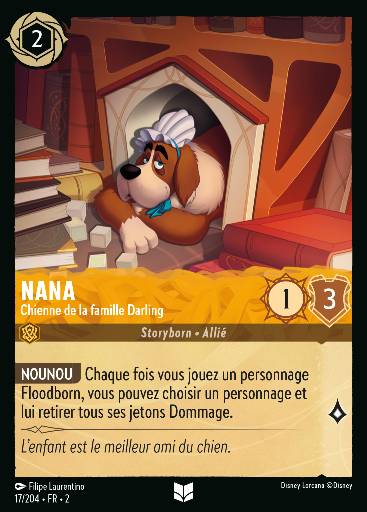 2
NANA
Chienne de la famille Darling
1
3
Storyborn • Allié
NOUNOU Chaque fois vous jouez un personnage
Floodborn, vous pouvez choisir un personnage et
lui retirer tous ses jetons Dommage.
L'enfant est le meilleur ami du chien.
Filipe Laurentino
Disney Lorcana ©Disney
17/204 • FR • 2